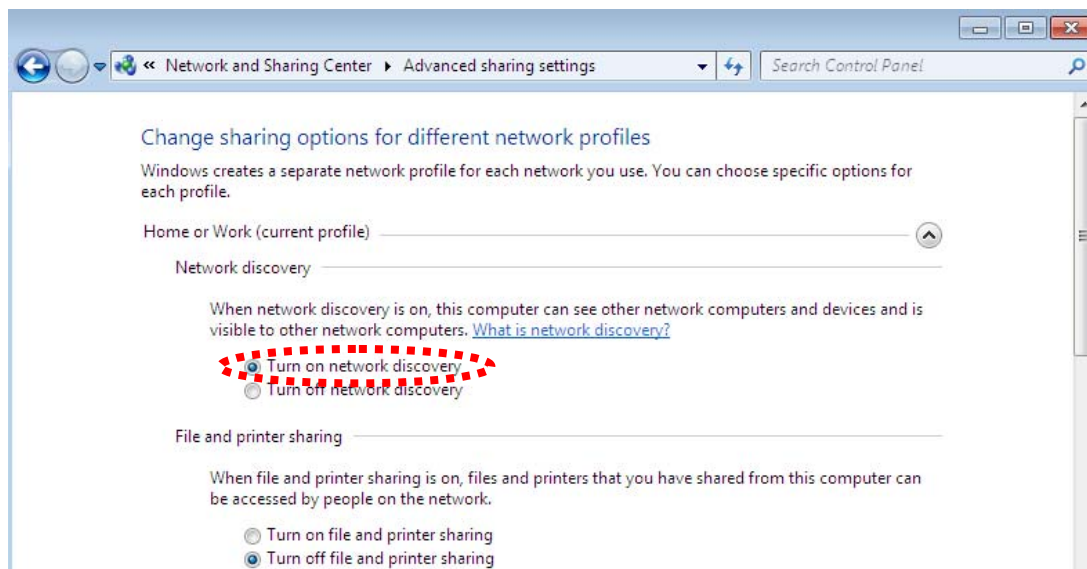 « Network and Sharing Center ▸ Advanced sharing settings
Search Control Panel
Change sharing options for different network profiles
Windows creates a separate network profile for each network you use. You can choose specific options for
each profile.
Home or Work (current profile)
Network discovery
When network discovery is on, this computer can see other network computers and devices and is
visible to other network computers. What is network discovery?
Turn on network discovery
Turn off network discovery
File and printer sharing
When file and printer sharing is on, files and printers that you have shared from this computer can
be accessed by people on the network.
Turn on file and printer sharing
Turn off file and printer sharing